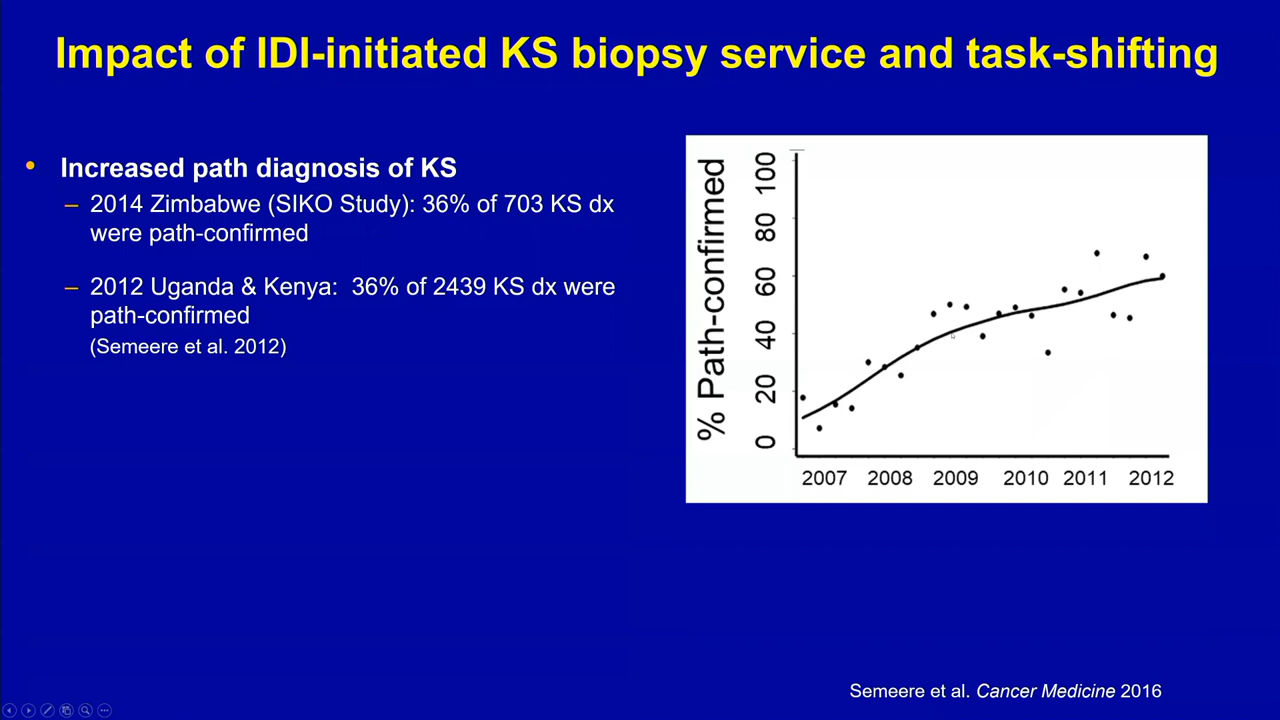 Impact of IDI-initiated KS biopsy service and task-shifting
• Increased path diagnosis of KS
– 2014 Zimbabwe (SIKO Study): 36% of 703 KS dx
were path-confirmed
– 2012 Uganda & Kenya: 36% of 2439 KS dx were
path-confirmed
(Semeere et al. 2012)
% Path-confirmed
100
80
60
40
20
0
2007 2008 2009 2010 2011 2012
Semeere et al. Cancer Medicine 2016